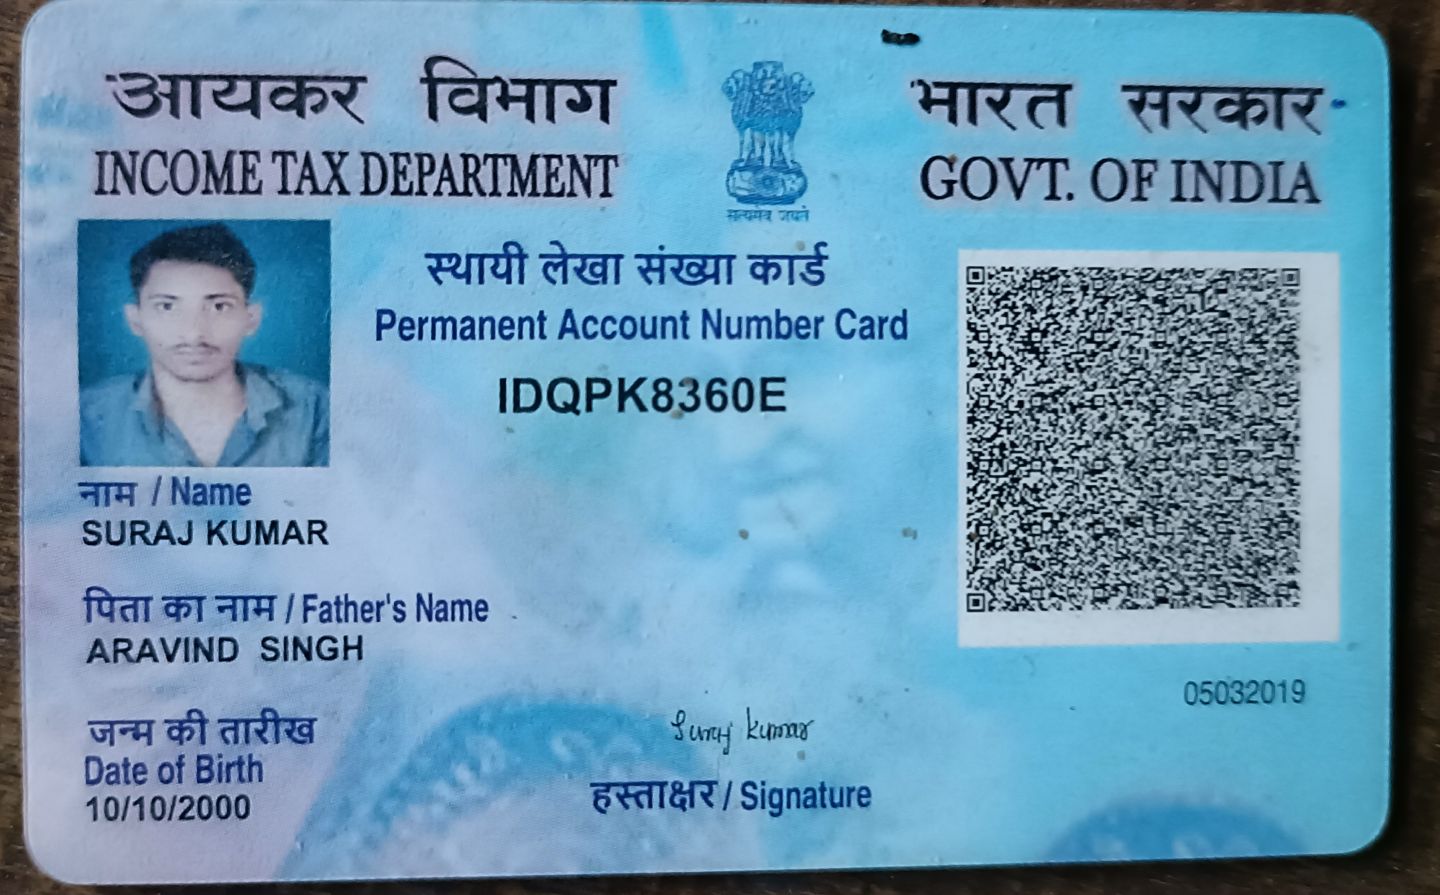 आयकर विभाग
INCOME TAX DEPARTMENT
सत्यमेव जयते
भारत सरकार
GOVT. OF INDIA
स्थायी लेखा संख्या कार्ड
Permanent Account Number Card
IDQPK8360E
नाम / Name
SURAJ KUMAR
पिता का नाम / Father's Name
ARAVIND SINGH
05032019
जन्म की तारीख
Date of Birth
10/10/2000
Suraj Kumar
हस्ताक्षर / Signature